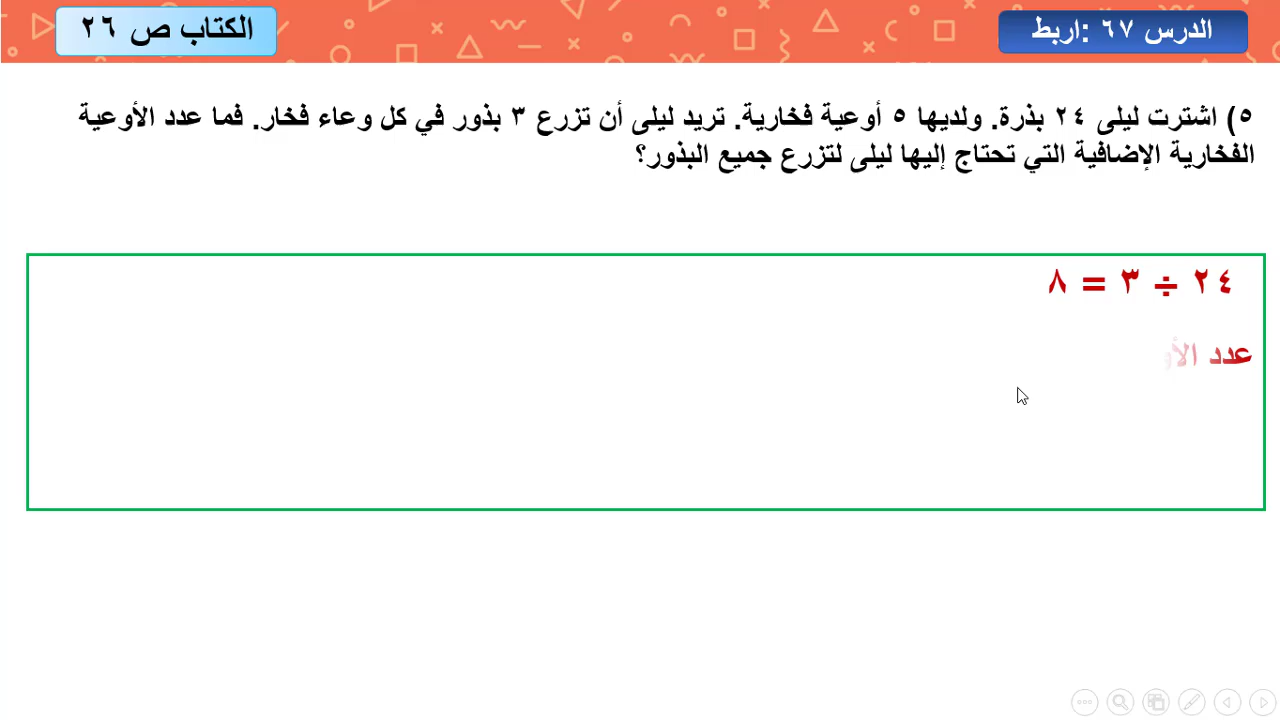 الدرس ٦٧ :اربط
الكتاب ص ٢٦
٥) اشترت ليلى ٢٤ بذرة. ولديها ٥ أوعية فخارية. تريد ليلى أن تزرع ٣ بذور في كل وعاء فخار. فما عدد الأوعية
الفخارية الإضافية التي تحتاج إليها ليلى لتزرع جميع البذور؟
٢٤ ÷ ٣ = ٨
عدد